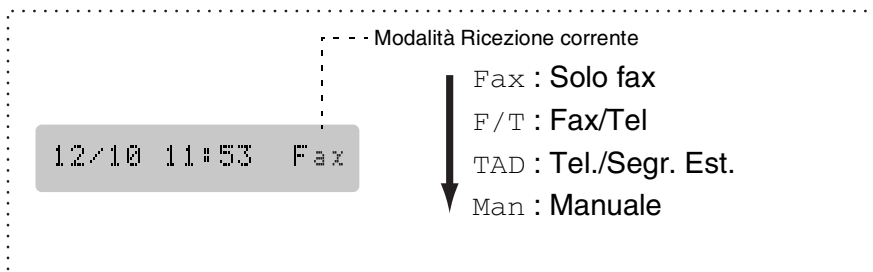 Modalità Ricezione corrente
Fax : Solo fax
F/T : Fax/Tel
12/10 11:53 Fax
TAD : Tel./Segr. Est.
Man : Manuale